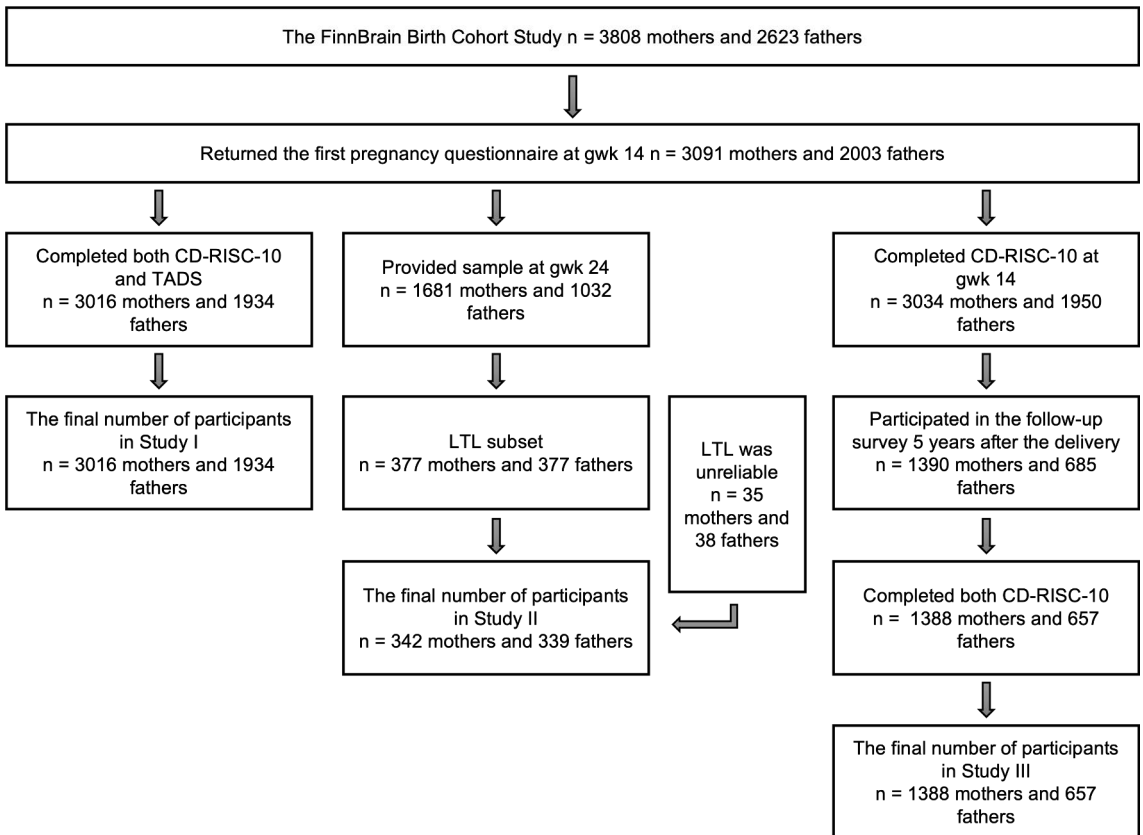 The FinnBrain Birth Cohort Study n = 3808 mothers and 2623 fathers
Returned the first pregnancy questionnaire at gwk 14 n = 3091 mothers and 2003 fathers
Completed both CD-RISC-10
and TADS
n = 3016 mothers and 1934
fathers
Provided sample at gwk 24
n = 1681 mothers and 1032
fathers
Completed CD-RISC-10 at
gwk 14
n = 3034 mothers and 1950
fathers
The final number of participants
in Study I
n = 3016 mothers and 1934
fathers
LTL subset
n = 377 mothers and 377 fathers
LTL was
unreliable
n = 35
mothers and
38 fathers
Participated in the follow-up
survey 5 years after the delivery
n = 1390 mothers and 685
fathers
The final number of participants
in Study II
n = 342 mothers and 339 fathers
Completed both CD-RISC-10
n = 1388 mothers and 657
fathers
The final number of participants
in Study III
n = 1388 mothers and 657
fathers